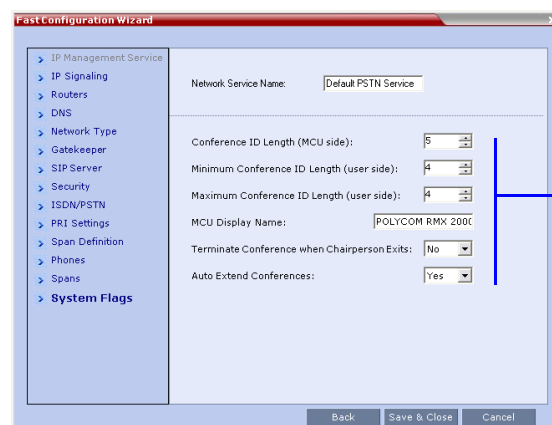 Fast Configuration Wizard
IP Management Service
IP Signaling
Routers
DNS
Network Type
Gatekeeper
SIP Server
Security
ISDN/PSTN
PRI Settings
Span Definition
Phones
Spans
System Flags
Network Service Name: Default PSTN Service
Conference ID Length (MCU side): 5
Minimum Conference ID Length (user side): 4
Maximum Conference ID Length (user side): 4
MCU Display Name: POLYCOM RMX 200
Terminate Conference when Chairperson Exits: No
Auto Extend Conferences: Yes
Back Save & Close Cancel